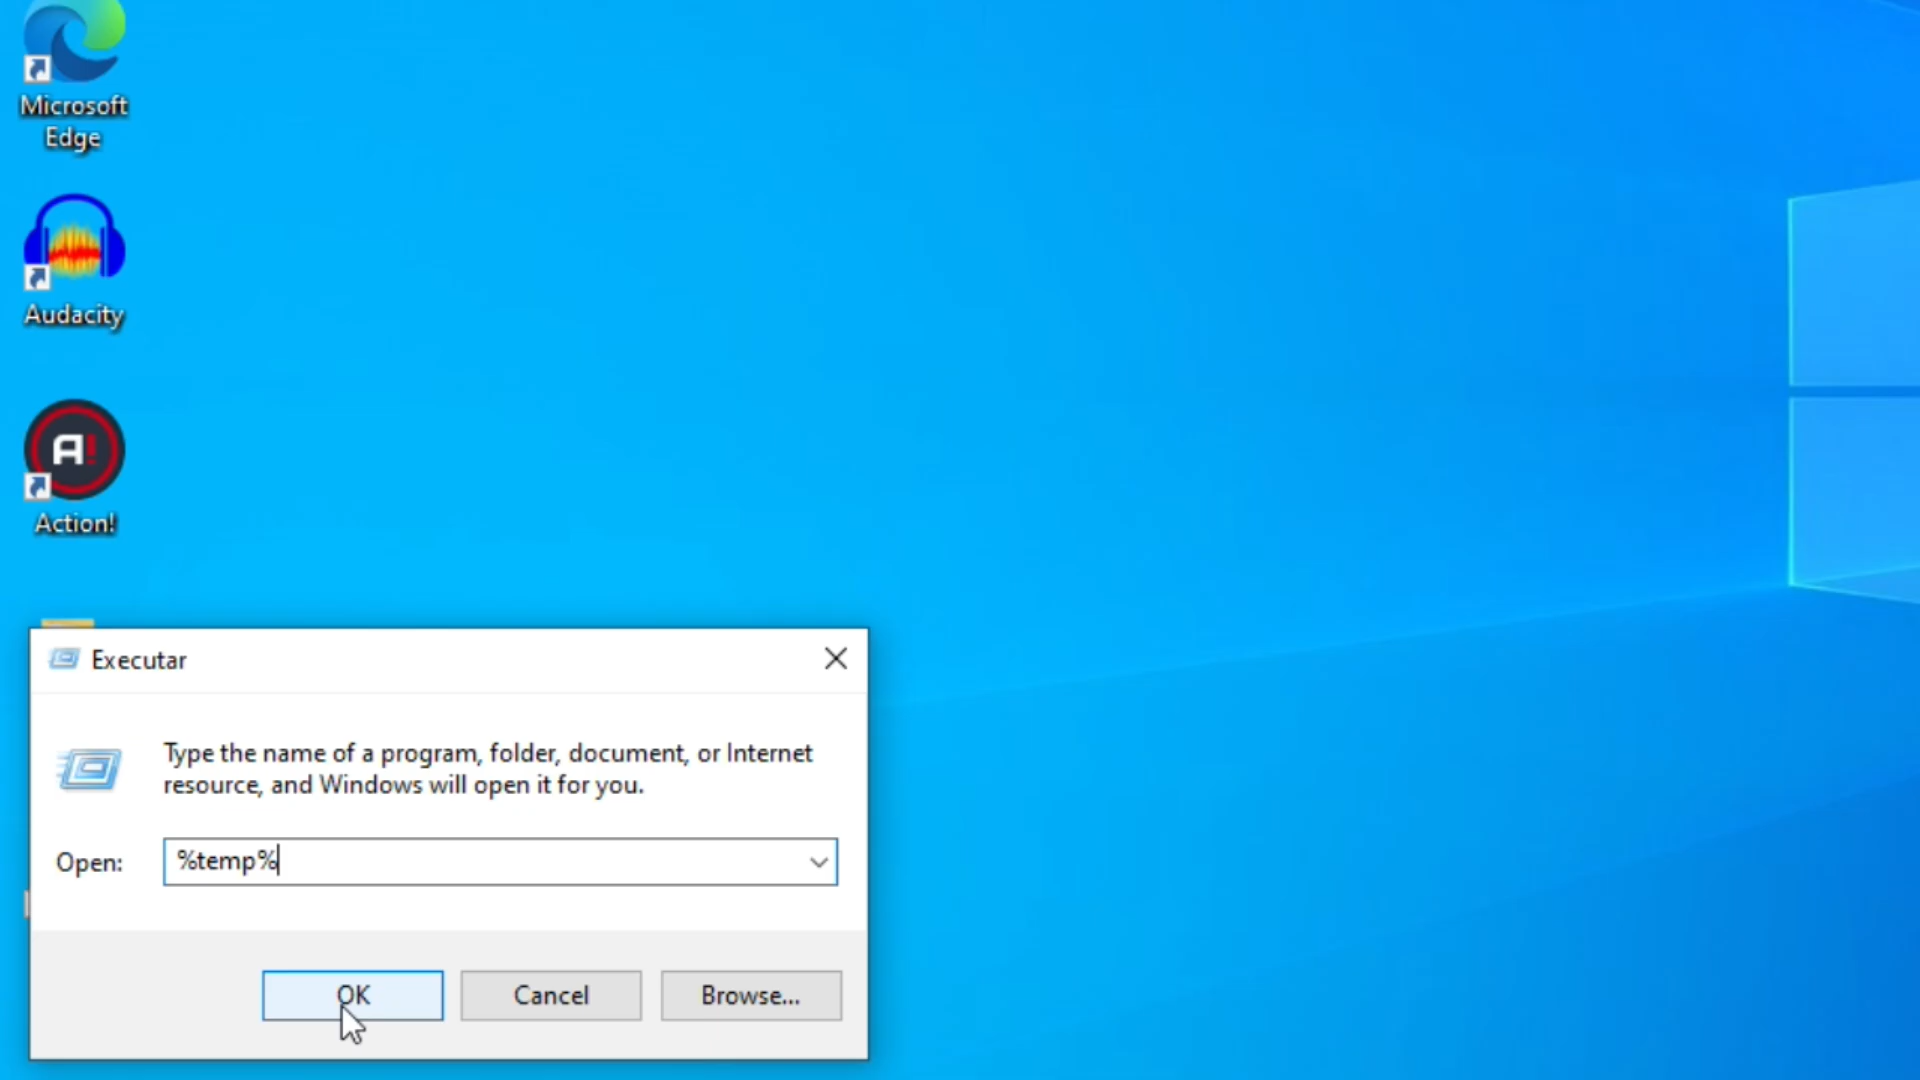 Microsoft
Edge
Audacity
A!
Action!
Executar
Type the name of a program, folder, document, or Internet
resource, and Windows will open it for you.
Open:
%temp%
OK
Cancel
Browse...